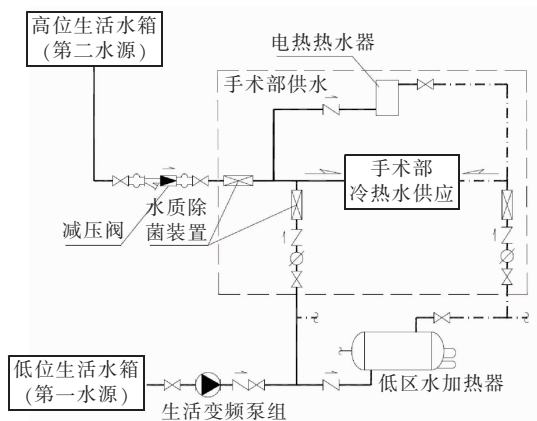 高位生活水箱
(第二水源)
电热热水器
手术部供水
手术部
冷热水供应
减压阀
水质除
菌装置
低位生活水箱
(第一水源)
生活变频泵组
低区水加热器